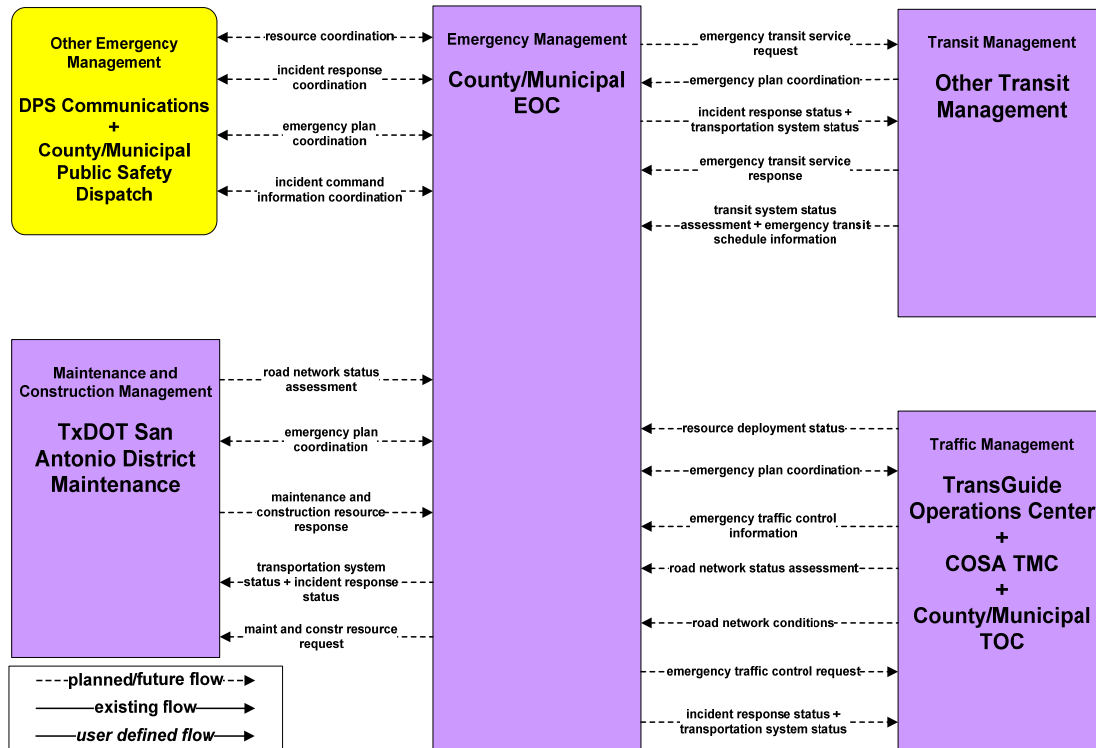 Other Emergency
Management
DPS Communications
+
County/Municipal
Public Safety
Dispatch
resource coordination
incident response
coordination
emergency plan
coordination
incident command
information coordination
Emergency Management
County/Municipal
EOC
emergency transit service
request
emergency plan coordination
incident response status +
transportation system status
emergency transit service
response
transit system status
assessment + emergency transit
schedule information
Transit Management
Other Transit
Management
Maintenance and
Construction Management
TxDOT San
Antonio District
Maintenance
road network status
assessment
emergency plan
coordination
maintenance and
construction resource
response
transportation system
status + incident response
status
maint and constr resource
request
resource deployment status
emergency plan coordination
emergency traffic control
information
road network status assessment
road network conditions
emergency traffic control request
incident response status +
transportation system status
Traffic Management
TransGuide
Operations Center
+
COSA TMC
+
County/Municipal
TOC
planned/future flow
existing flow
user defined flow